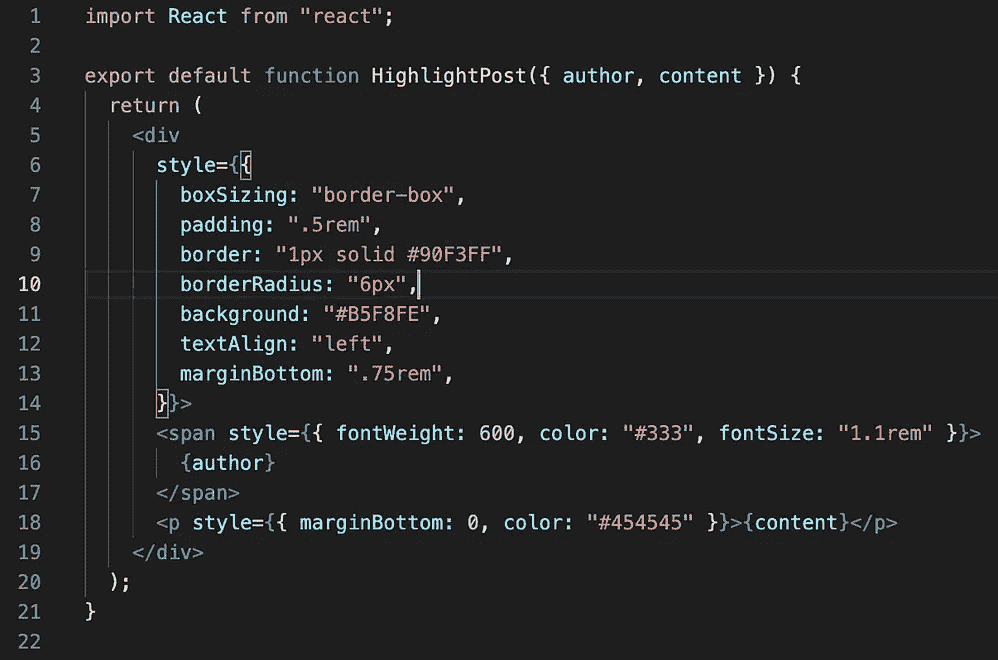 1 import React from "react";
2
3 export default function HighlightPost({ author, content }) {
4   return (
5     <div
6       style={{
7         boxSizing: "border-box",
8         padding: ".5rem",
9         border: "1px solid #90F3FF",
10         borderRadius: "6px",
11         background: "#B5F8FE",
12         textAlign: "left",
13         marginBottom: ".75rem",
14       }}>
15       <span style={{ fontWeight: 600, color: "#333", fontSize: "1.1rem" }}>
16         {author}
17       </span>
18       <p style={{ marginBottom: 0, color: "#454545" }}>{content}</p>
19     </div>
20   );
21 }
22